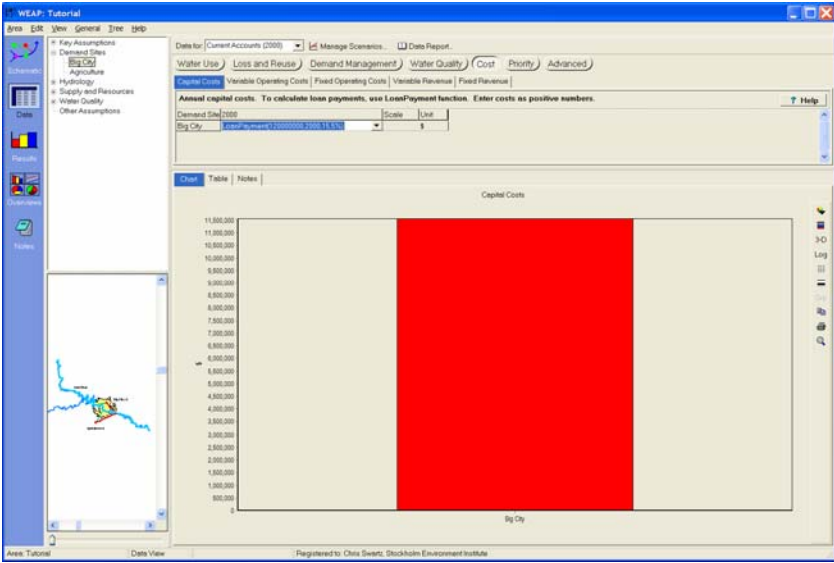 WEAP: Tutorial
Area Edit View General Tree Help
Schematic
Data
Results
Overviews
Notes
Key Assumptions
Demand Sites
Big City
Agriculture
Hydrology
Supply and Resources
Water Quality
Other Assumptions
Data for: Current Accounts (2000) Manage Scenarios.. Data Report..
Water Use Loss and Reuse Demand Management Water Quality Cost Priority Advanced
Capital Costs Variable Operating Costs Fixed Operating Costs Variable Revenue Fixed Revenue
Annual capital costs. To calculate loan payments, use LoanPayment function. Enter costs as positive numbers.
? Help
Demand Site 2000 Scale Unit
Big City LoanPayment(120000000,2000,15,5%) $
Chart Table Notes
Capital Costs
11,500,000
11,000,000
10,500,000
10,000,000
9,500,000
9,000,000
8,500,000
8,000,000
7,500,000
7,000,000
6,500,000
6,000,000
5,500,000
5,000,000
4,500,000
4,000,000
3,500,000
3,000,000
2,500,000
2,000,000
1,500,000
1,000,000
500,000
0
$
Big City
3-D
Log
Area: Tutorial Data View Registered to: Chris Swartz, Stockholm Environment Institute